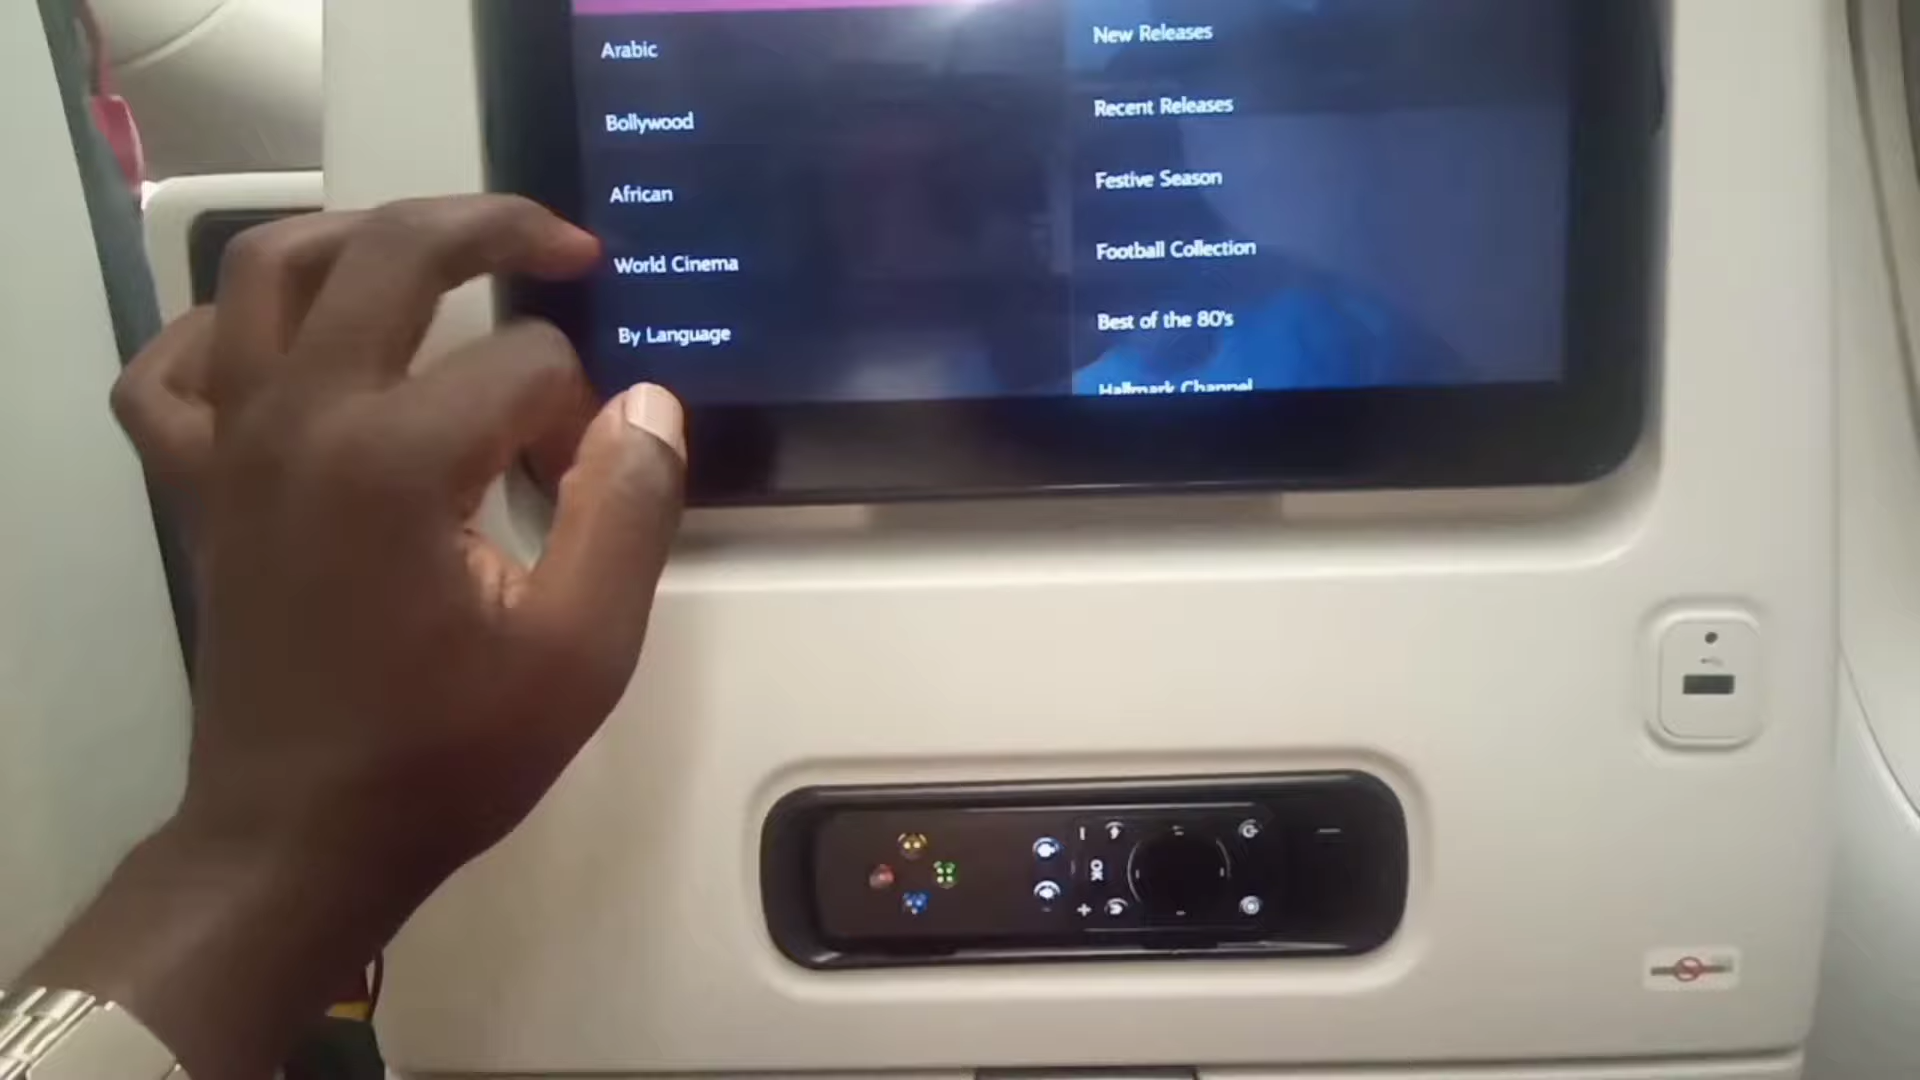 Arabic
Bollywood
African
World Cinema
By Language
New Releases
Recent Releases
Festive Season
Football Collection
Best of the 80's
Hallmark Channel
OK